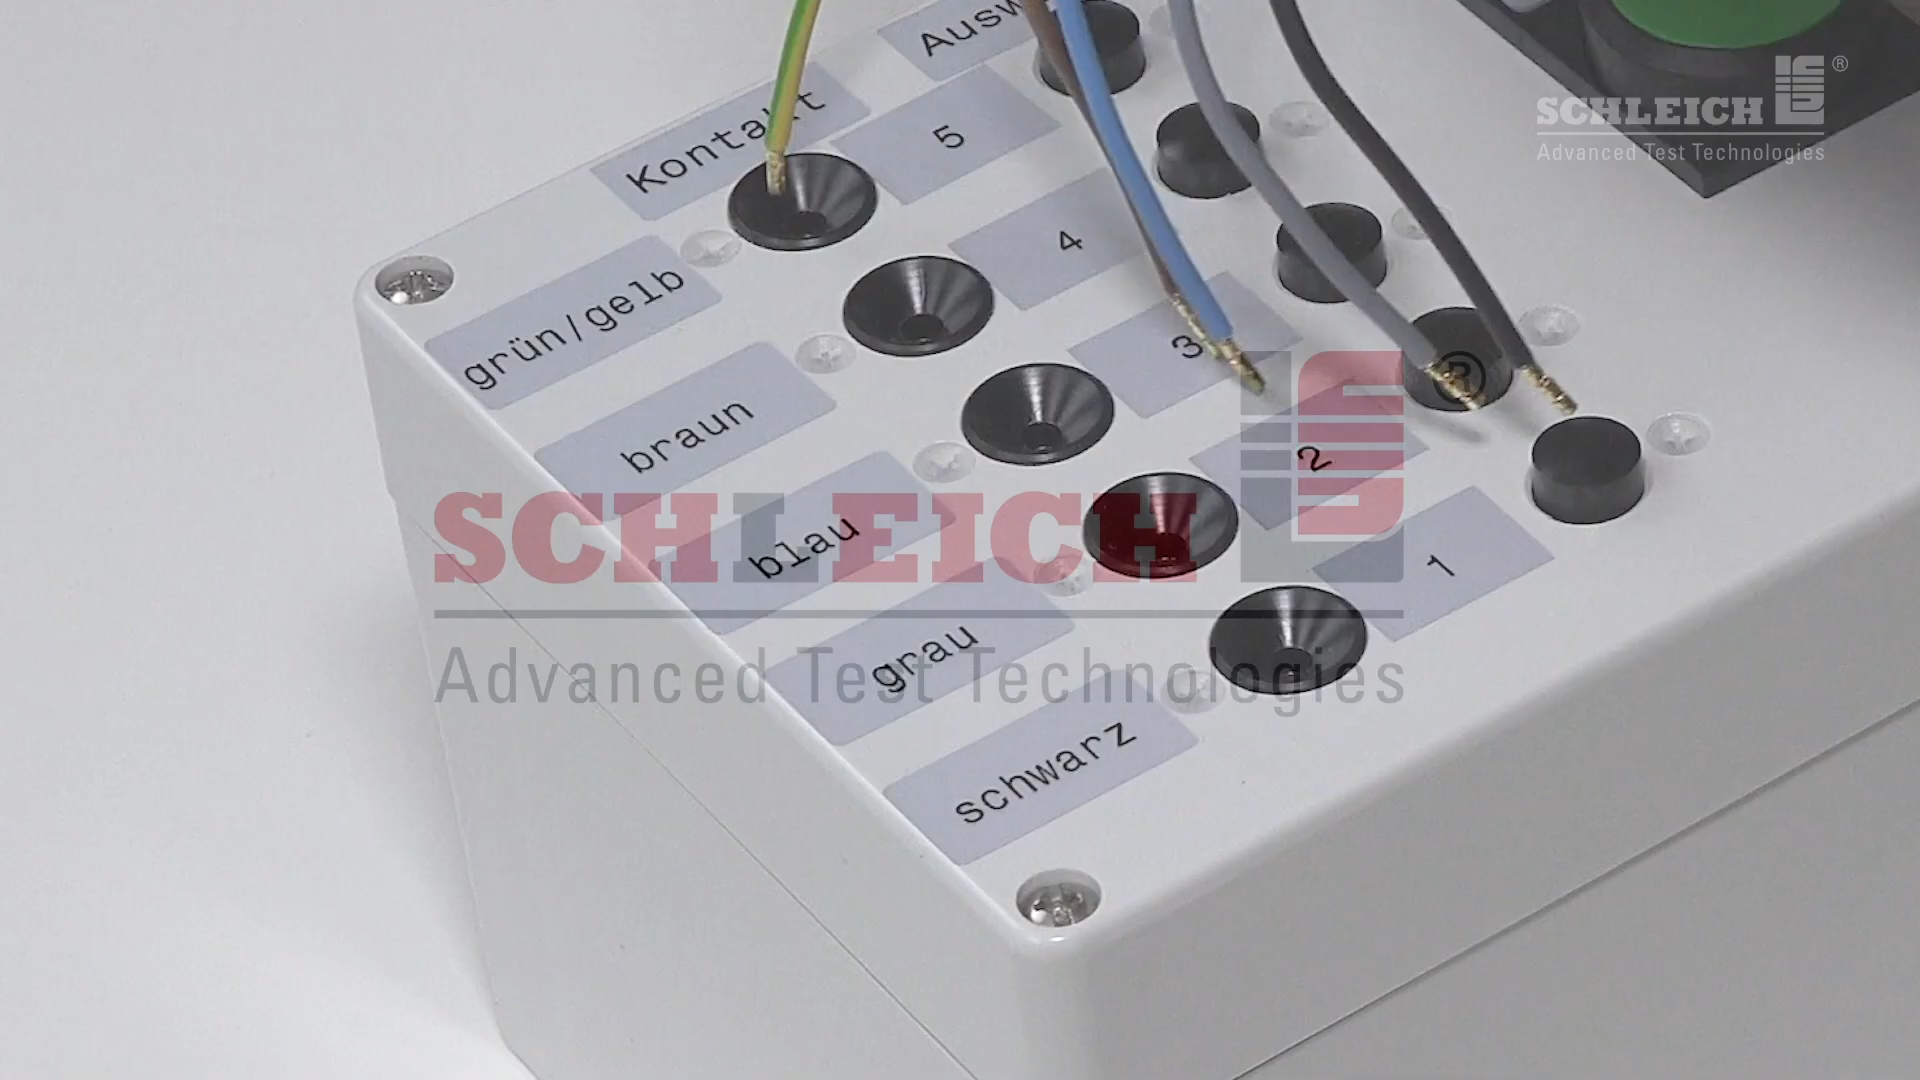 Ausw
Kontakt
5
grün/gelb
4
braun
3
blau
2
grau
1
schwarz
SCHLEICH ®
Advanced Test Technologies
SCHLEICH ®
Advanced Test Technologies